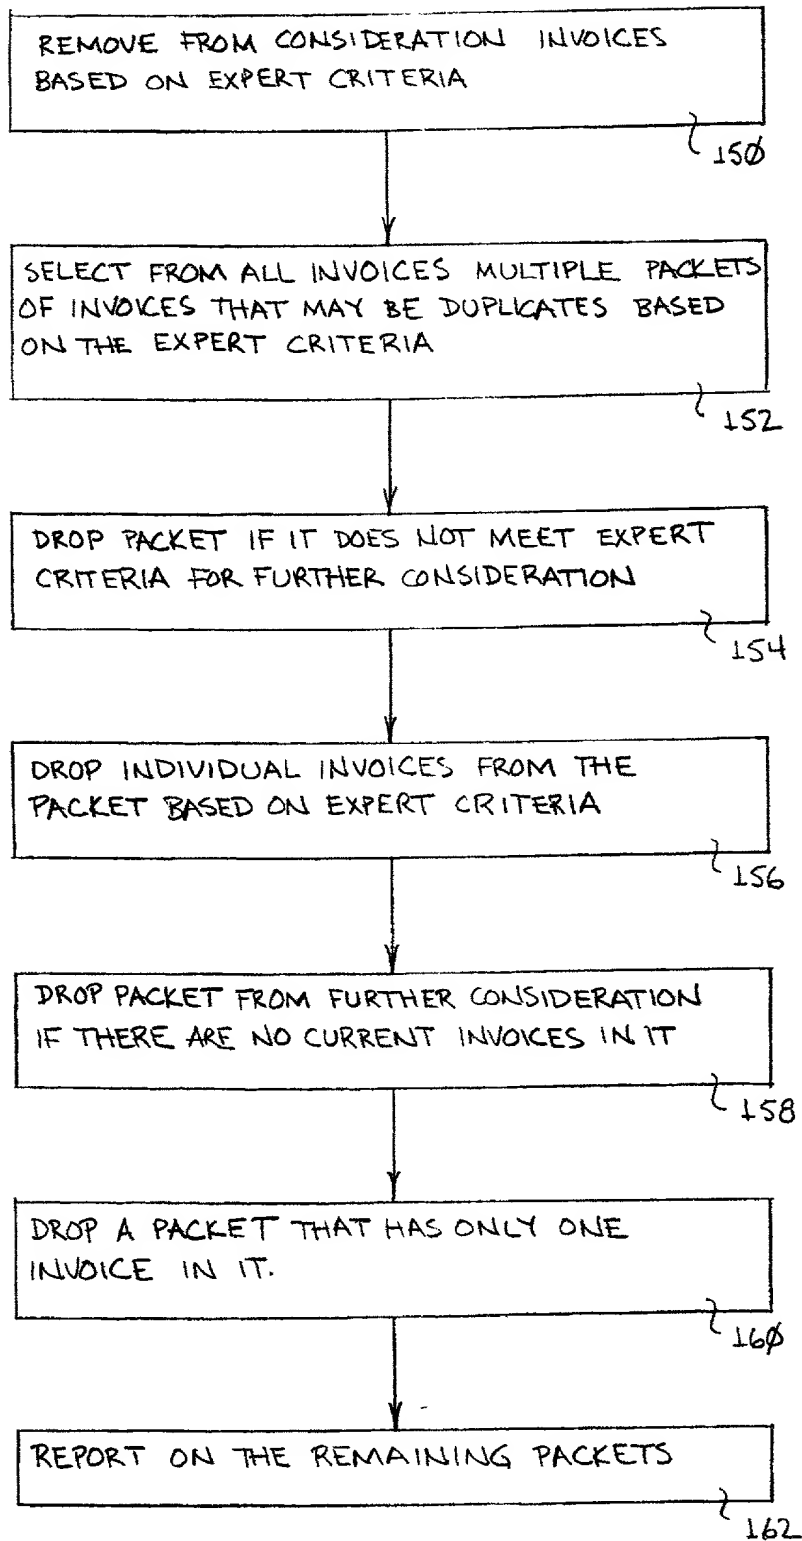 REMOVE FROM CONSIDERATION INVOICES
BASED ON EXPERT CRITERIA
150
SELECT FROM ALL INVOICES MULTIPLE PACKETS
OF INVOICES THAT MAY BE DUPLICATES BASED
ON THE EXPERT CRITERIA
152
DROP PACKET IF IT DOES NOT MEET EXPERT
CRITERIA FOR FURTHER CONSIDERATION
154
DROP INDIVIDUAL INVOICES FROM THE
PACKET BASED ON EXPERT CRITERIA
156
DROP PACKET FROM FURTHER CONSIDERATION
IF THERE ARE NO CURRENT INVOICES IN IT
158
DROP A PACKET THAT HAS ONLY ONE
INVOICE IN IT.
160
REPORT ON THE REMAINING PACKETS
162